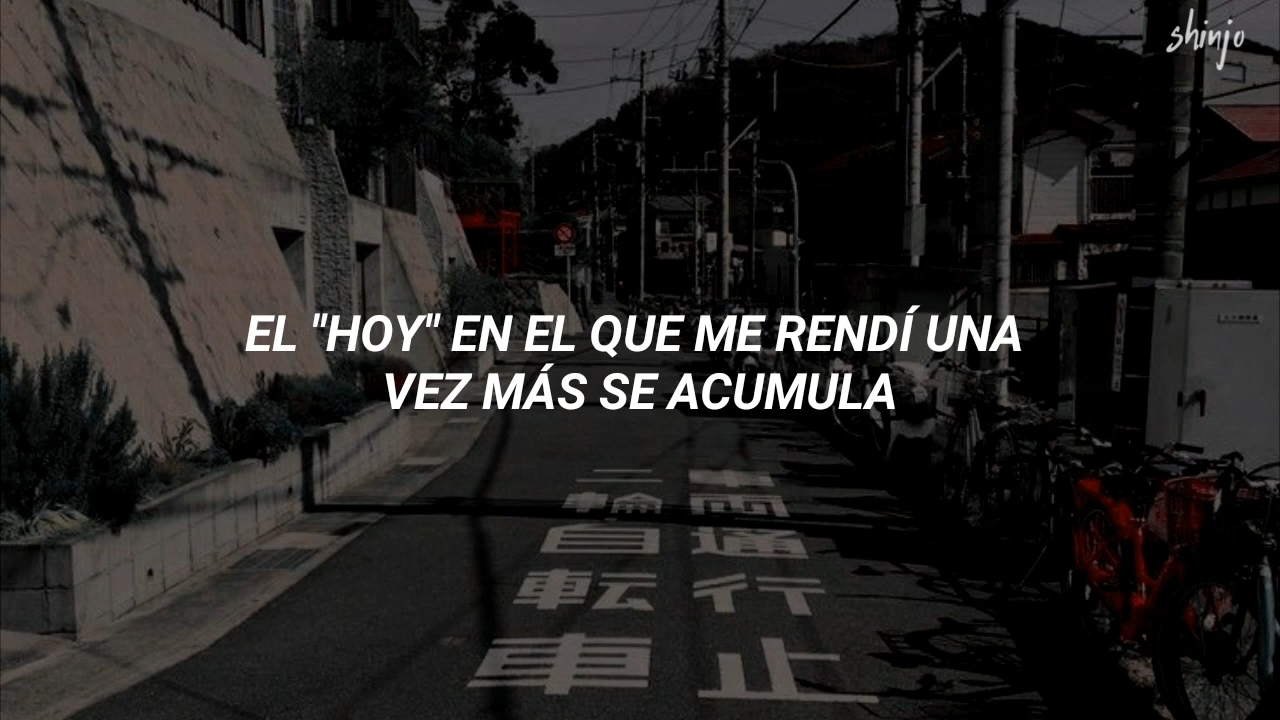 shinjo
EL "HOY" EN EL QUE ME RENDÍ UNA
VEZ MÁS SE ACUMULA
車両通行止
二輪自転車